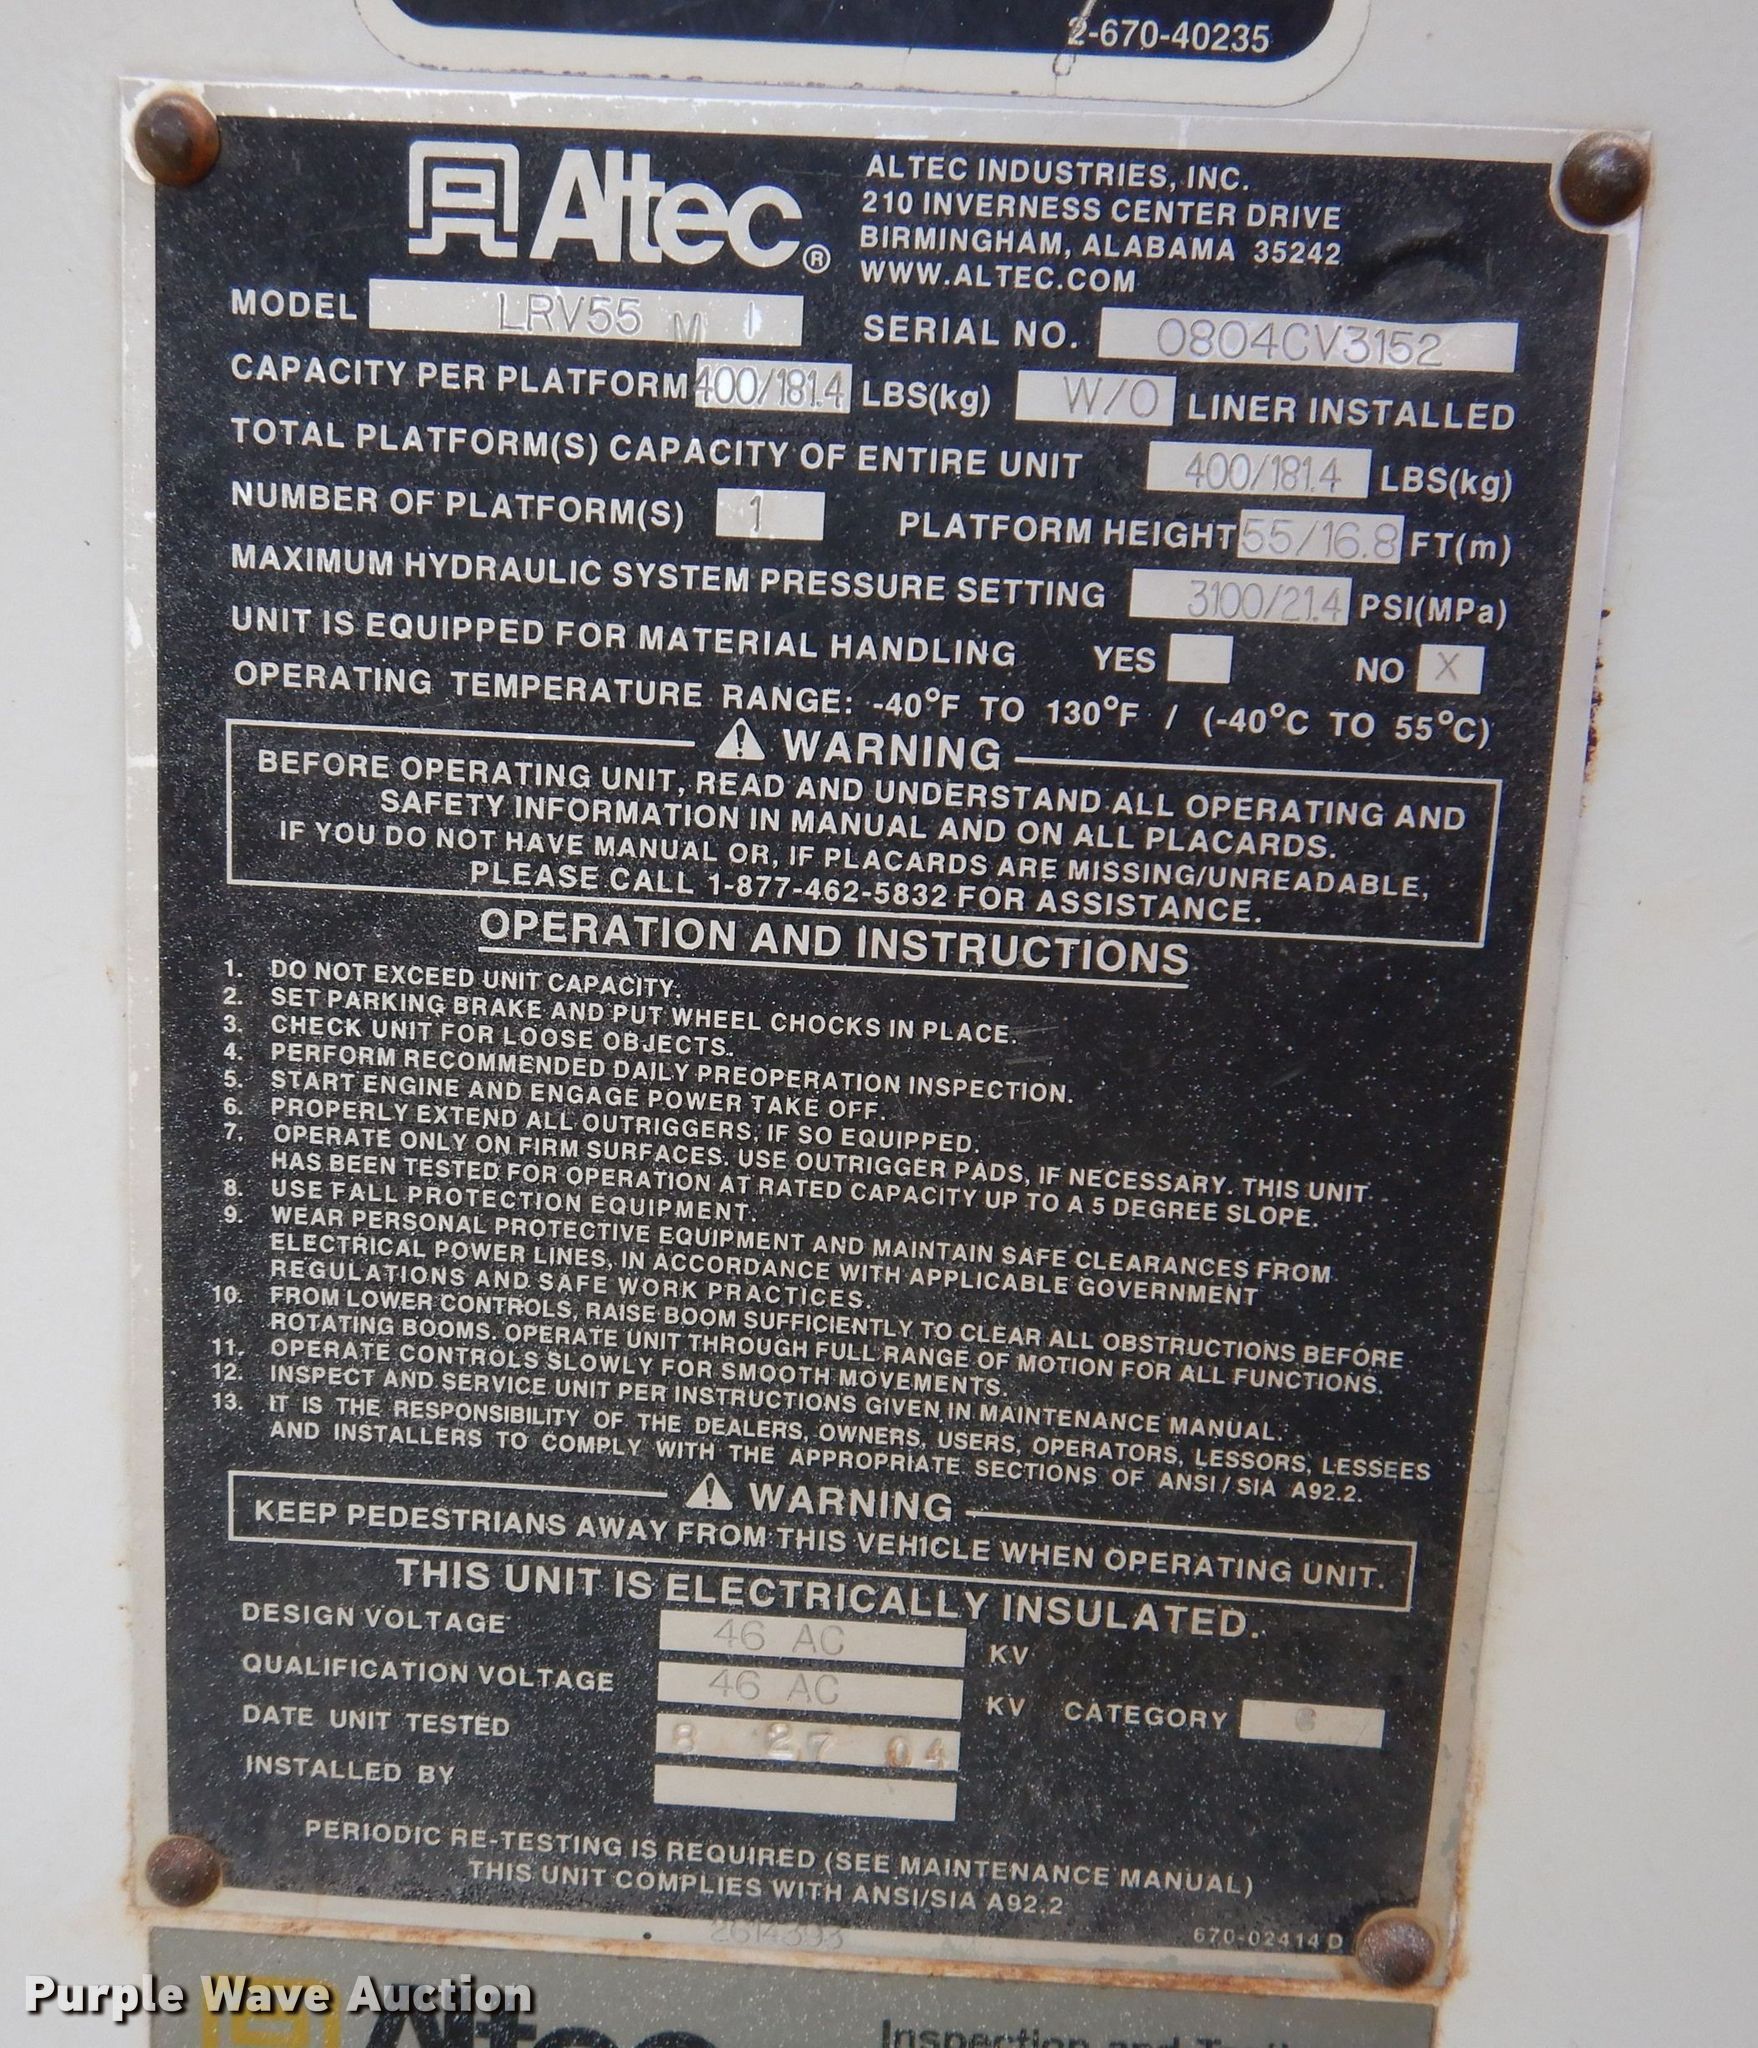 2-670-40235
Altec®
ALTEC INDUSTRIES, INC.
210 INVERNESS CENTER DRIVE
BIRMINGHAM, ALABAMA 35242
WWW.ALTEC.COM
MODEL LRV55 M I SERIAL NO. 0804CV3152
CAPACITY PER PLATFORM 400/181.4 LBS(kg) W/O LINER INSTALLED
TOTAL PLATFORM(S) CAPACITY OF ENTIRE UNIT 400/181.4 LBS(kg)
NUMBER OF PLATFORM(S) 1 PLATFORM HEIGHT 55/16.8 FT(m)
MAXIMUM HYDRAULIC SYSTEM PRESSURE SETTING 3100/21.4 PSI(MPa)
UNIT IS EQUIPPED FOR MATERIAL HANDLING YES NO X
OPERATING TEMPERATURE RANGE: -40°F TO 130°F / (-40°C TO 55°C)
WARNING
BEFORE OPERATING UNIT, READ AND UNDERSTAND ALL OPERATING AND
SAFETY INFORMATION IN MANUAL AND ON ALL PLACARDS.
IF YOU DO NOT HAVE MANUAL OR, IF PLACARDS ARE MISSING/UNREADABLE,
PLEASE CALL 1-877-462-5832 FOR ASSISTANCE.
OPERATION AND INSTRUCTIONS
1. DO NOT EXCEED UNIT CAPACITY.
2. SET PARKING BRAKE AND PUT WHEEL CHOCKS IN PLACE.
3. CHECK UNIT FOR LOOSE OBJECTS.
4. PERFORM RECOMMENDED DAILY PREOPERATION INSPECTION.
5. START ENGINE AND ENGAGE POWER TAKE OFF.
6. PROPERLY EXTEND ALL OUTRIGGERS, IF SO EQUIPPED.
7. OPERATE ONLY ON FIRM SURFACES. USE OUTRIGGER PADS, IF NECESSARY. THIS UNIT
HAS BEEN TESTED FOR OPERATION AT RATED CAPACITY UP TO A 5 DEGREE SLOPE.
8. USE FALL PROTECTION EQUIPMENT.
9. WEAR PERSONAL PROTECTIVE EQUIPMENT AND MAINTAIN SAFE CLEARANCES FROM
ELECTRICAL POWER LINES, IN ACCORDANCE WITH APPLICABLE GOVERNMENT
REGULATIONS AND SAFE WORK PRACTICES.
10. FROM LOWER CONTROLS, RAISE BOOM SUFFICIENTLY TO CLEAR ALL OBSTRUCTIONS BEFORE
ROTATING BOOMS. OPERATE UNIT THROUGH FULL RANGE OF MOTION FOR ALL FUNCTIONS.
11. OPERATE CONTROLS SLOWLY FOR SMOOTH MOVEMENTS.
12. INSPECT AND SERVICE UNIT PER INSTRUCTIONS GIVEN IN MAINTENANCE MANUAL.
13. IT IS THE RESPONSIBILITY OF THE DEALERS, OWNERS, USERS, OPERATORS, LESSORS, LESSEES
AND INSTALLERS TO COMPLY WITH THE APPROPRIATE SECTIONS OF ANSI/SIA A92.2.
WARNING
KEEP PEDESTRIANS AWAY FROM THIS VEHICLE WHEN OPERATING UNIT.
THIS UNIT IS ELECTRICALLY INSULATED.
DESIGN VOLTAGE 46 AC KV
QUALIFICATION VOLTAGE 46 AC KV CATEGORY
DATE UNIT TESTED 8 27 04
INSTALLED BY
PERIODIC RE-TESTING IS REQUIRED (SEE MAINTENANCE MANUAL)
THIS UNIT COMPLIES WITH ANSI/SIA A92.2
2614393
670-02414 D
Purple Wave Auction
Altec Inspection and